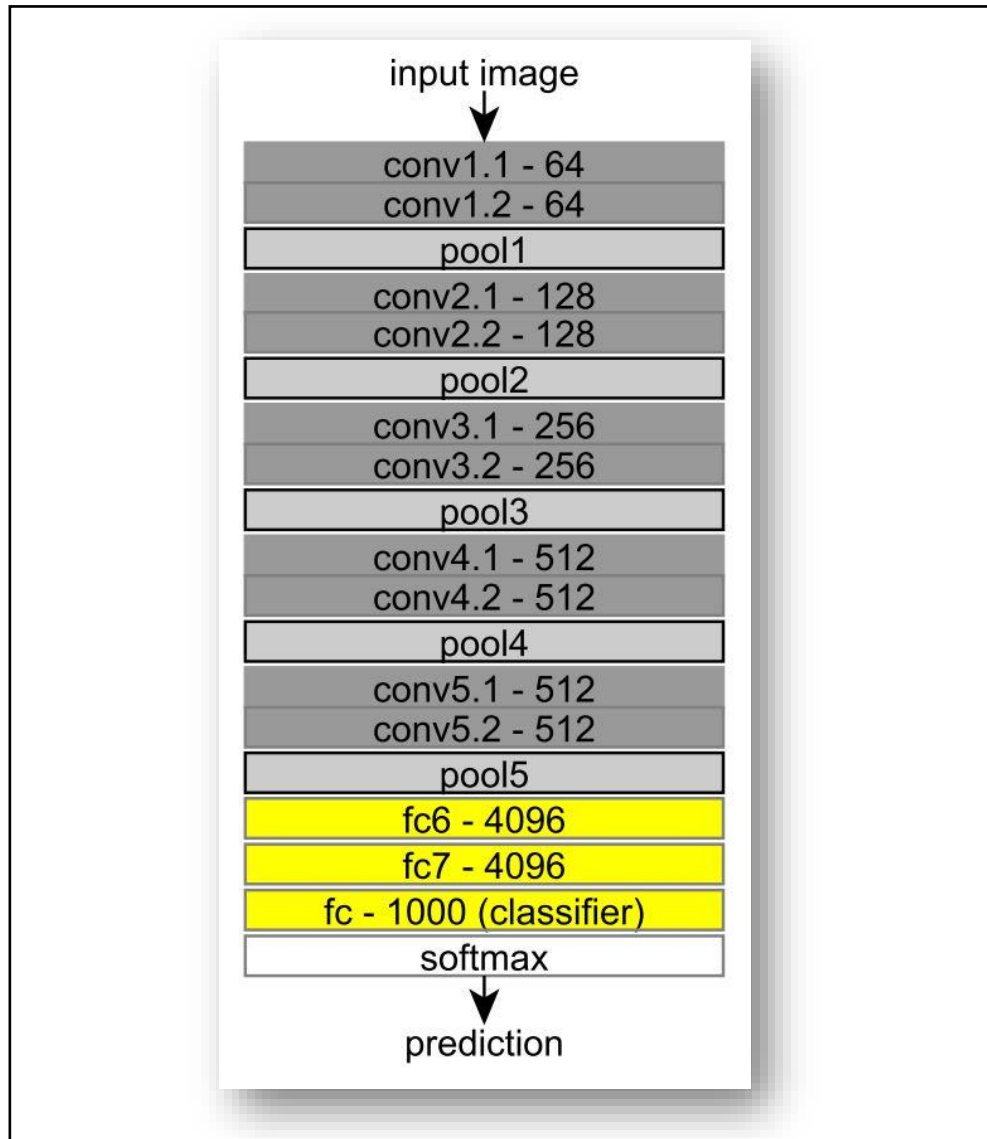 input image
conv1.1 - 64
conv1.2 - 64
pool1
conv2.1 - 128
conv2.2 - 128
pool2
conv3.1 - 256
conv3.2 - 256
pool3
conv4.1 - 512
conv4.2 - 512
pool4
conv5.1 - 512
conv5.2 - 512
pool5
fc6 - 4096
fc7 - 4096
fc - 1000 (classifier)
softmax
prediction